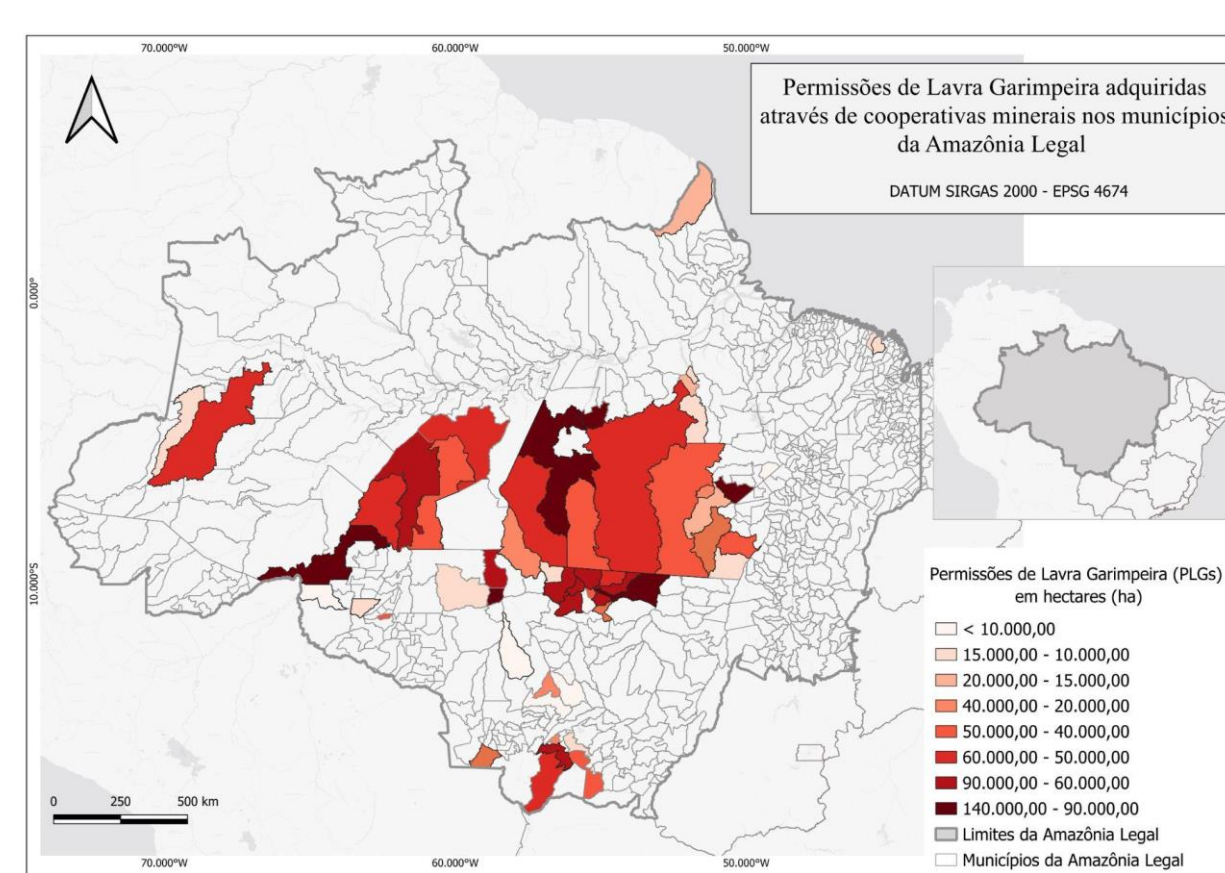 70.000°W 60.000°W 50.000°W
Permissões de Lavra Garimpeira adquiridas
através de cooperativas minerais nos municípios
da Amazônia Legal
DATUM SIRGAS 2000 - EPSG 4674
0.000°
10.000°S
Permissões de Lavra Garimpeira (PLGs)
em hectares (ha)
< 10.000,00
15.000,00 - 10.000,00
20.000,00 - 15.000,00
40.000,00 - 20.000,00
50.000,00 - 40.000,00
60.000,00 - 50.000,00
90.000,00 - 60.000,00
140.000,00 - 90.000,00
Limites da Amazônia Legal
Municípios da Amazônia Legal
0 250 500 km
70.000°W 60.000°W 50.000°W